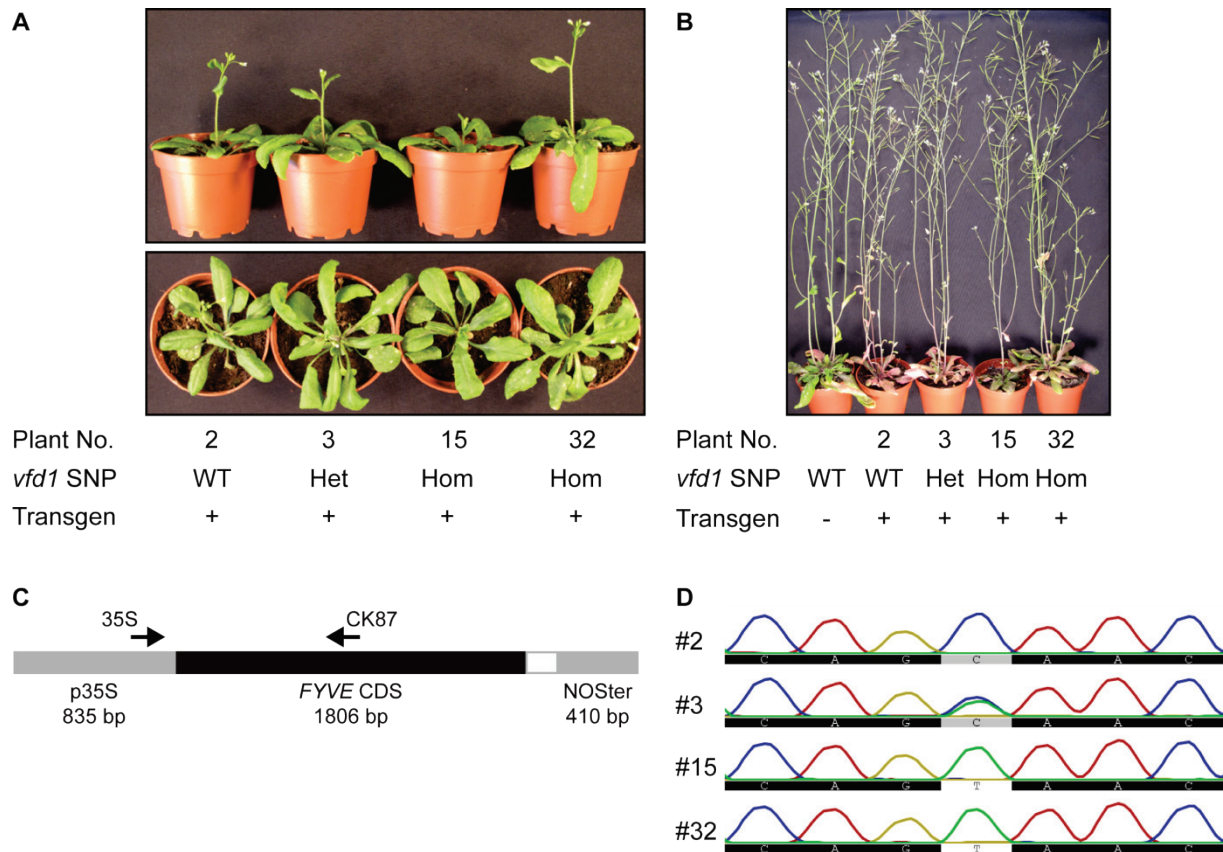 A
Plant No. 2 3 15 32
vfd1 SNP WT Het Hom Hom
Transgen + + + +
B
Plant No. 2 3 15 32
vfd1 SNP WT WT Het Hom Hom
Transgen - + + + +
C
35S CK87
p35S FYVE CDS NOSter
835 bp 1806 bp 410 bp
D
#2
C A G C A A C
#3
C A G C A A C
#15
C A G T A A C
#32
C A G T A A C